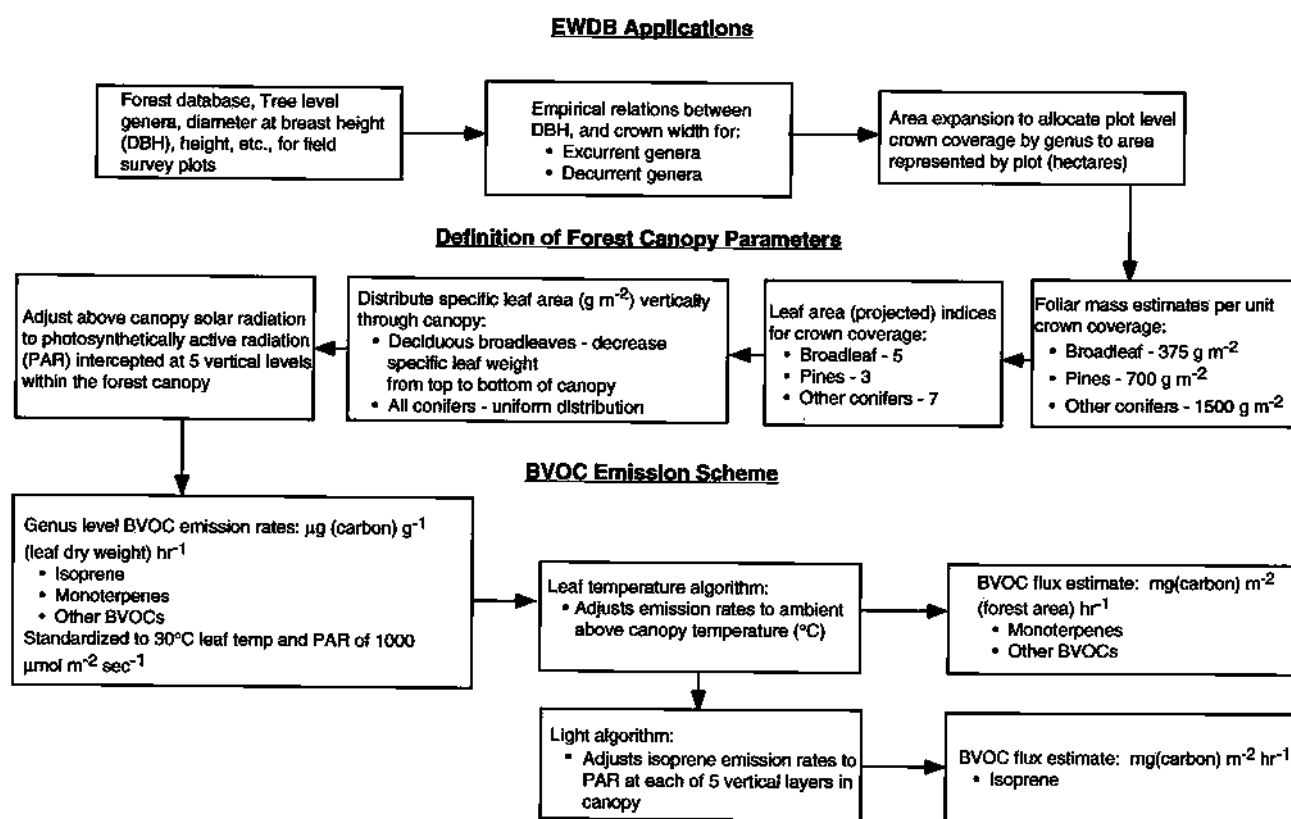 EWDB Applications
Forest database, Tree level
genera, diameter at breast height
(DBH), height, etc., for field
survey plots
Empirical relations between
DBH, and crown width for:
• Excurrent genera
• Decurrent genera
Area expansion to allocate plot level
crown coverage by genus to area
represented by plot (hectares)
Definition of Forest Canopy Parameters
Adjust above canopy solar radiation
to photosynthetically active radiation
(PAR) intercepted at 5 vertical levels
within the forest canopy
Distribute specific leaf area (g m⁻²) vertically
through canopy:
• Deciduous broadleaves - decrease
specific leaf weight
from top to bottom of canopy
• All conifers - uniform distribution
Leaf area (projected) indices
for crown coverage:
• Broadleaf - 5
• Pines - 3
• Other conifers - 7
Foliar mass estimates per unit
crown coverage:
• Broadleaf - 375 g m⁻²
• Pines - 700 g m⁻²
• Other conifers - 1500 g m⁻²
BVOC Emission Scheme
Genus level BVOC emission rates: µg (carbon) g⁻¹
(leaf dry weight) hr⁻¹
• Isoprene
• Monoterpenes
• Other BVOCs
Standardized to 30°C leaf temp and PAR of 1000
µmol m⁻² sec⁻¹
Leaf temperature algorithm:
• Adjusts emission rates to ambient
above canopy temperature (°C)
BVOC flux estimate: mg(carbon) m⁻²
(forest area) hr⁻¹
• Monoterpenes
• Other BVOCs
Light algorithm:
• Adjusts isoprene emission rates to
PAR at each of 5 vertical layers in
canopy
BVOC flux estimate: mg(carbon) m⁻² hr⁻¹
• Isoprene